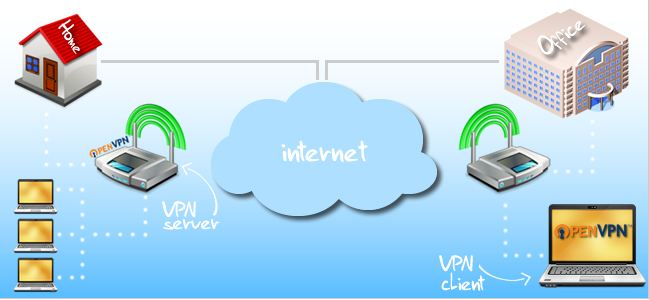 Home
Office
OPENVPN
internet
VPN
server
OPENVPN
VPN
client